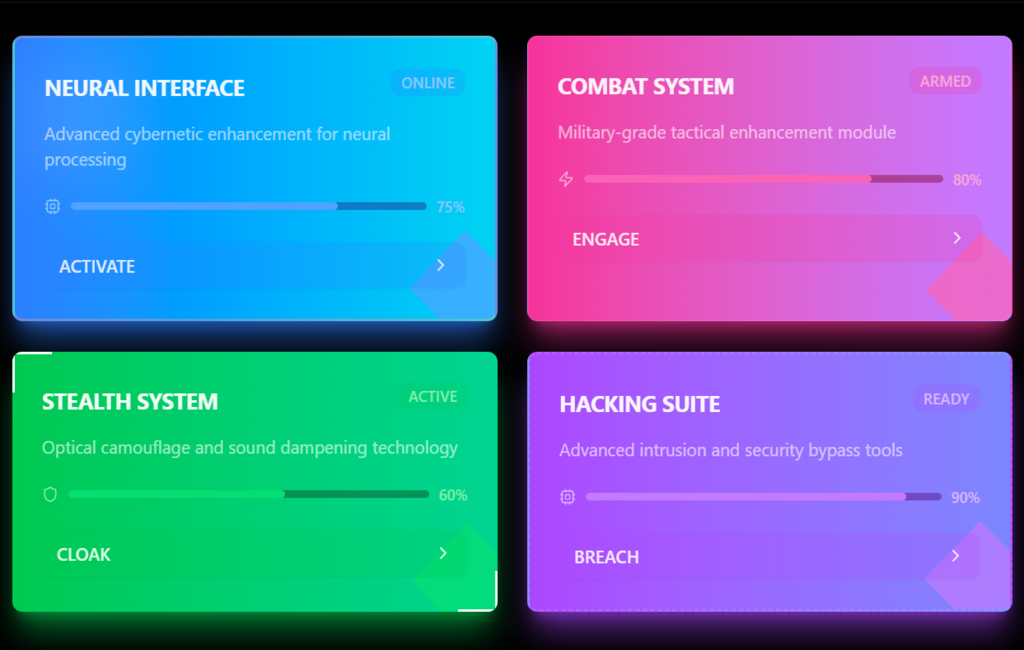 NEURAL INTERFACE
ONLINE
Advanced cybernetic enhancement for neural
processing
75%
ACTIVATE
COMBAT SYSTEM
ARMED
Military-grade tactical enhancement module
80%
ENGAGE
STEALTH SYSTEM
ACTIVE
Optical camouflage and sound dampening technology
60%
CLOAK
HACKING SUITE
READY
Advanced intrusion and security bypass tools
90%
BREACH